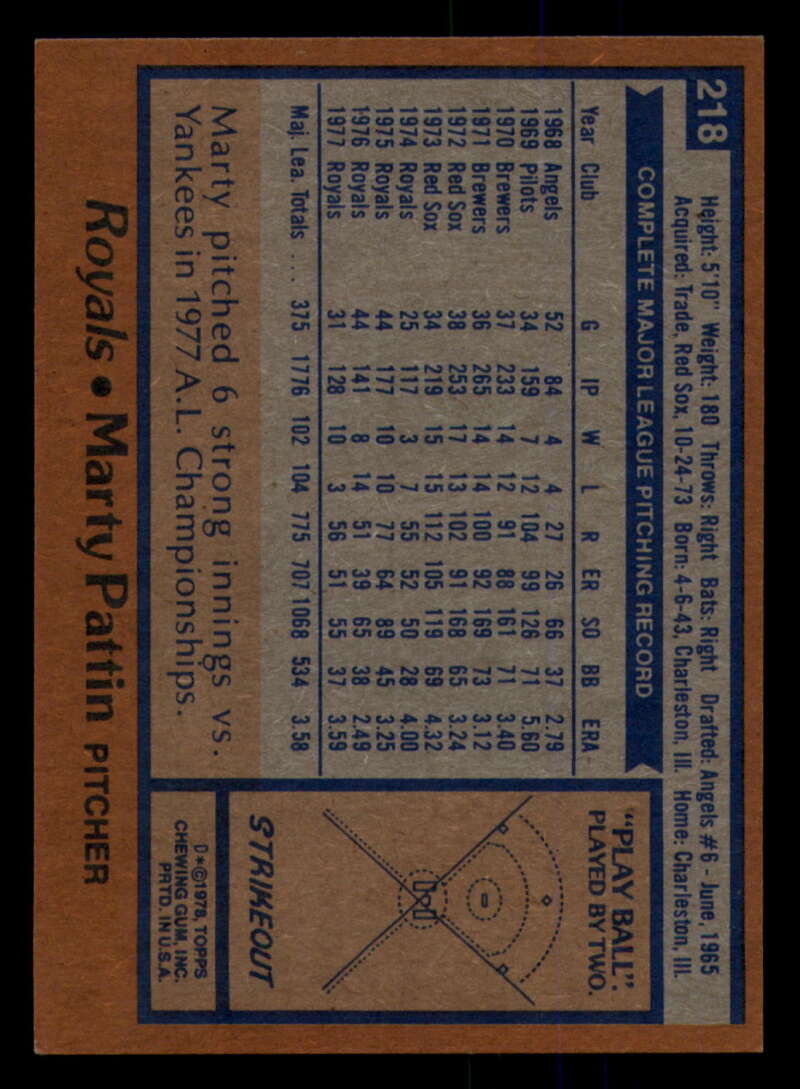 218
Height: 5'10" Weight: 180 Throws: Right Bats: Right Drafted: Angels #6 - June, 1965
Acquired: Trade, Red Sox, 10-24-73 Born: 4-6-43, Charleston, Ill. Home: Charleston, Ill.
COMPLETE MAJOR LEAGUE PITCHING RECORD
Year Club G IP W L R ER SO BB ERA
1968 Angels 52 84 4 4 27 26 66 37 2.79
1969 Pilots 34 159 7 12 104 99 126 71 5.60
1970 Brewers 37 233 14 12 91 88 161 71 3.40
1971 Brewers 36 265 14 14 100 92 169 73 3.12
1972 Red Sox 38 253 17 13 102 91 168 65 3.24
1973 Red Sox 34 219 15 15 112 105 119 69 4.32
1974 Royals 25 117 3 7 55 52 50 28 4.00
1975 Royals 44 177 10 10 77 64 89 45 3.25
1976 Royals 44 141 8 14 51 39 65 38 2.49
1977 Royals 31 128 10 3 56 51 55 37 3.59
Maj. Lea. Totals ... 375 1776 102 104 775 707 1068 534 3.58
Marty pitched 6 strong innings vs.
Yankees in 1977 A.L. Championships.
"PLAY BALL".
PLAYED BY TWO.
STRIKEOUT
D*©1978, TOPPS
CHEWING GUM, INC.
PRTD. IN U.S.A.
Royals • Marty Pattin PITCHER